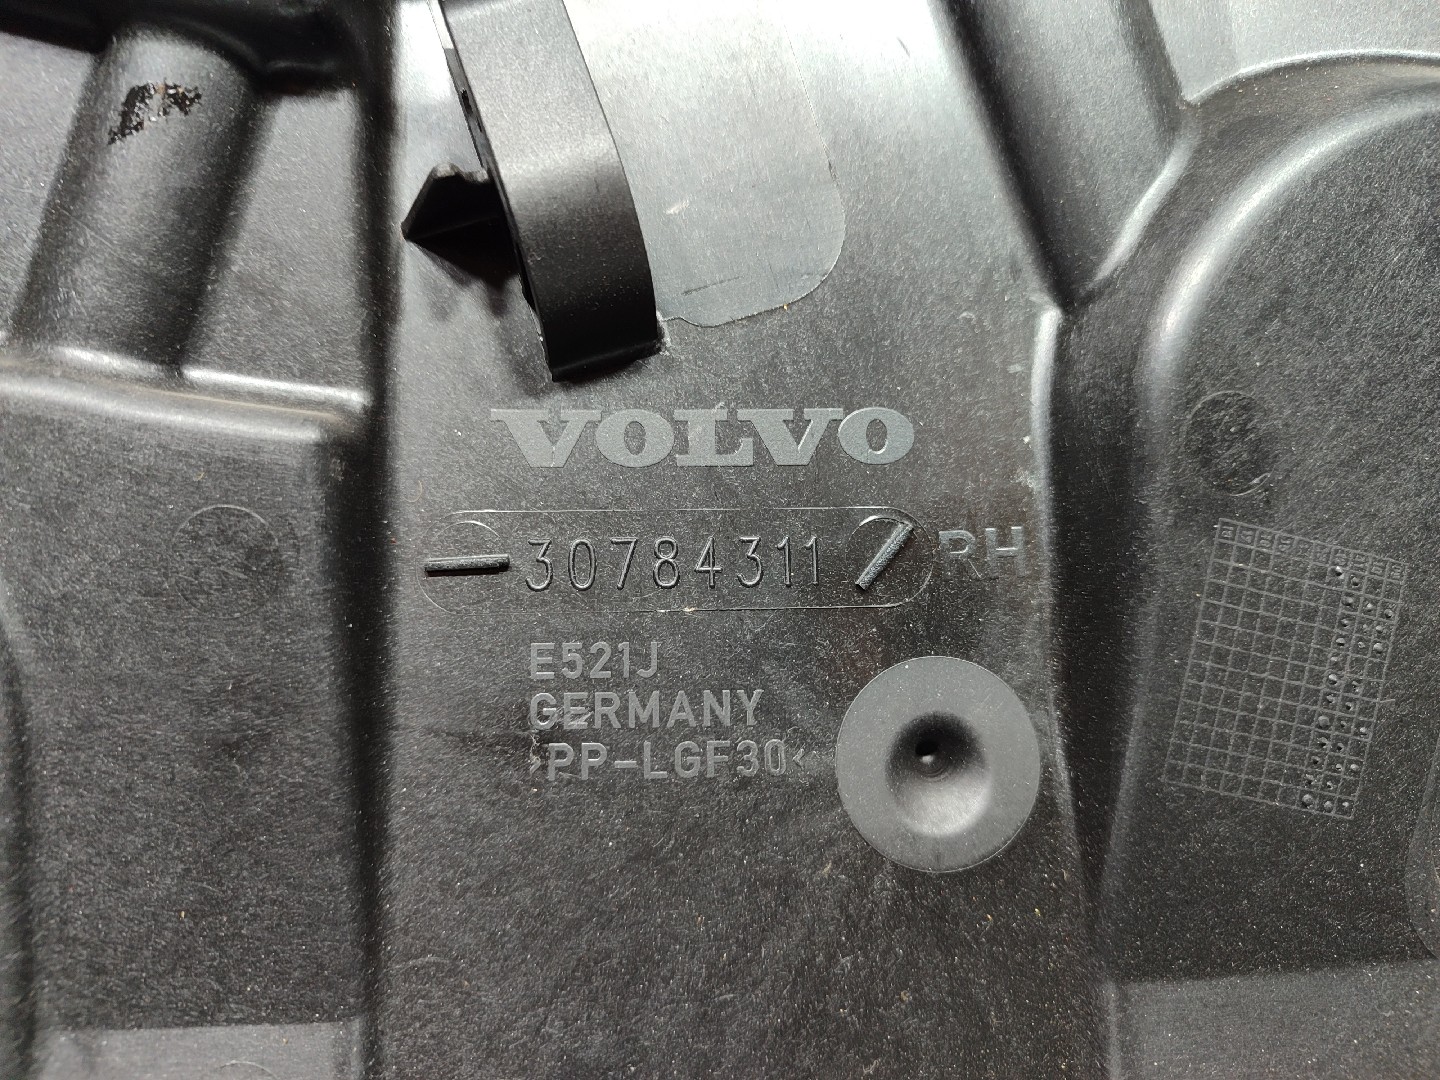 VOLVO
30784311 RH
E521J
GERMANY
>PP-LGF30<